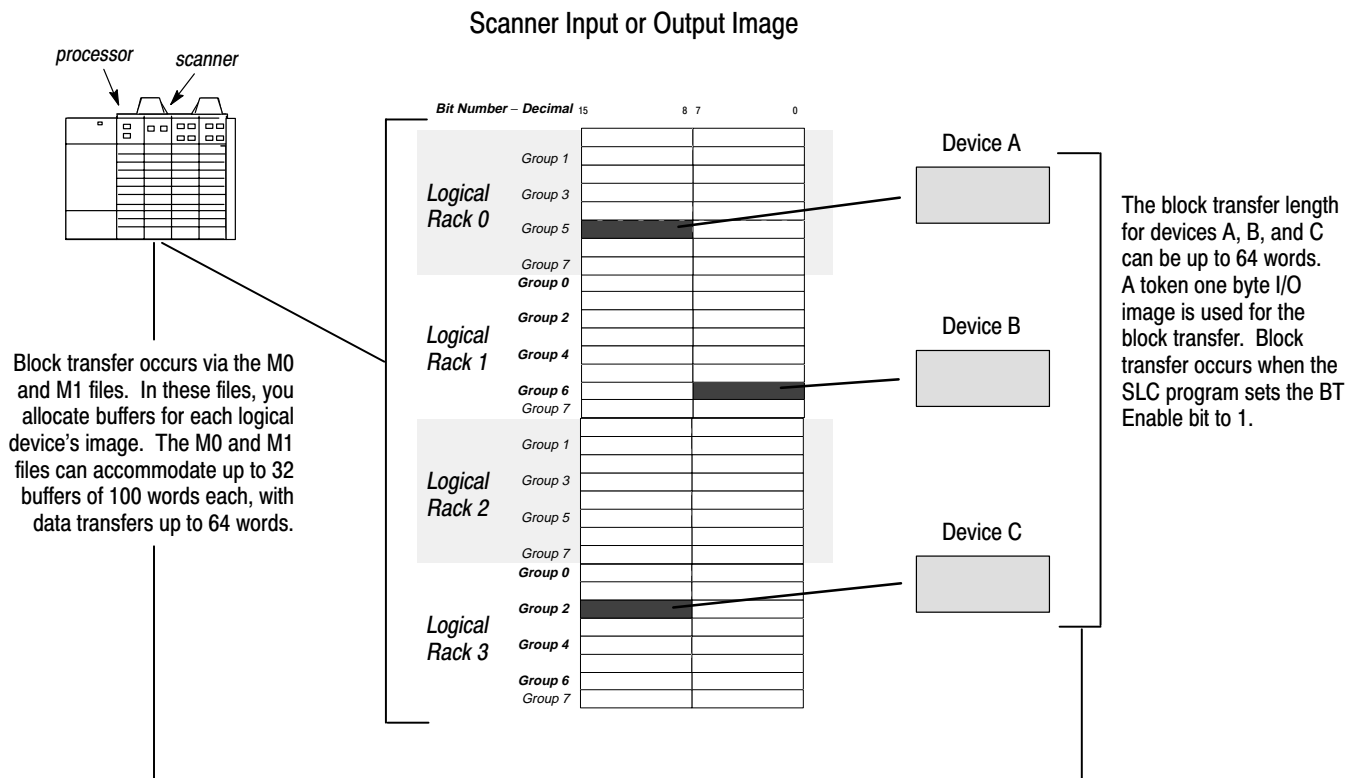 Scanner Input or Output Image
processor
scanner
Bit Number – Decimal 15 8 7 0
Logical
Rack 0
Group 1
Group 3
Group 5
Group 7
Logical
Rack 1
Group 0
Group 2
Group 4
Group 6
Group 7
Logical
Rack 2
Group 1
Group 3
Group 5
Group 7
Logical
Rack 3
Group 0
Group 2
Group 4
Group 6
Group 7
Block transfer occurs via the M0
and M1 files. In these files, you
allocate buffers for each logical
device's image. The M0 and M1
files can accommodate up to 32
buffers of 100 words each, with
data transfers up to 64 words.
Device A
Device B
Device C
The block transfer length
for devices A, B, and C
can be up to 64 words.
A token one byte I/O
image is used for the
block transfer. Block
transfer occurs when the
SLC program sets the BT
Enable bit to 1.